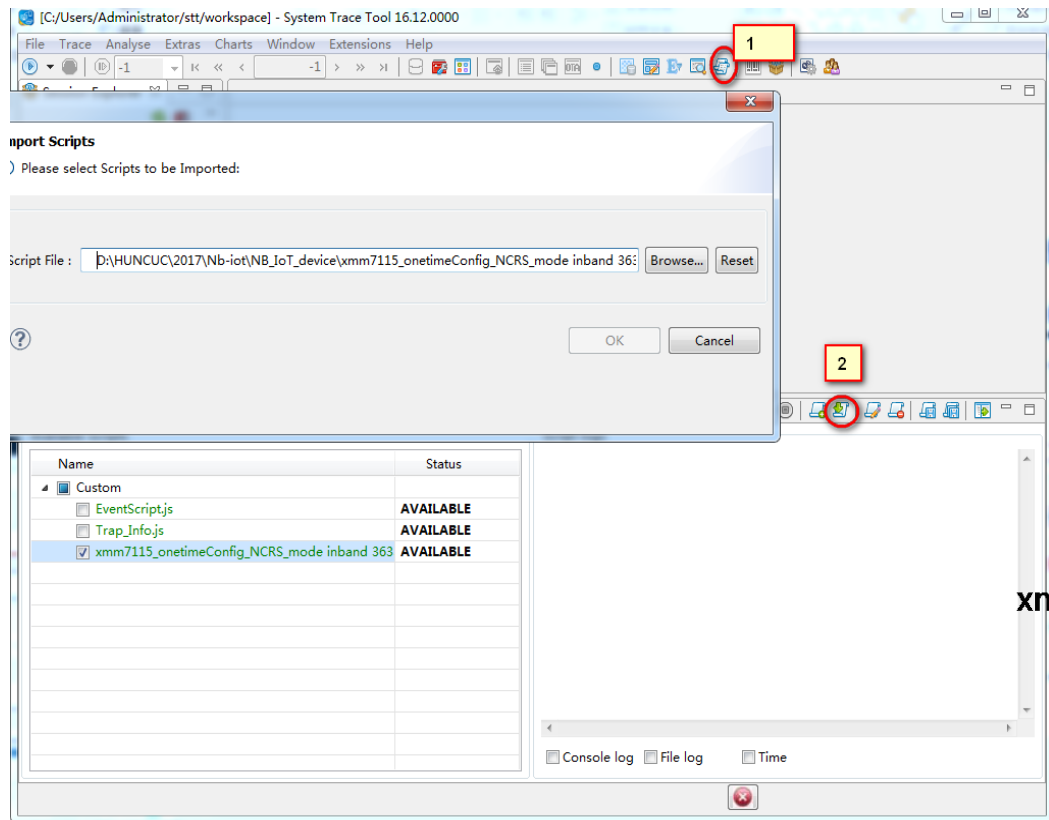 [C:/Users/Administrator/stt/workspace] - System Trace Tool 16.12.0000
File Trace Analyse Extras Charts Window Extensions Help
1
-1
-1
OTA
mport Scripts
Please select Scripts to be Imported:
Script File : D:\HUNCUC\2017\Nb-iot\NB_IoT_device\xmm7115_onetimeConfig_NCRS_mode inband 363
Browse...
Reset
OK
Cancel
2
Name Status
Custom
EventScript.js AVAILABLE
Trap_Info.js AVAILABLE
xmm7115_onetimeConfig_NCRS_mode inband 363 AVAILABLE
xn
Console log File log Time